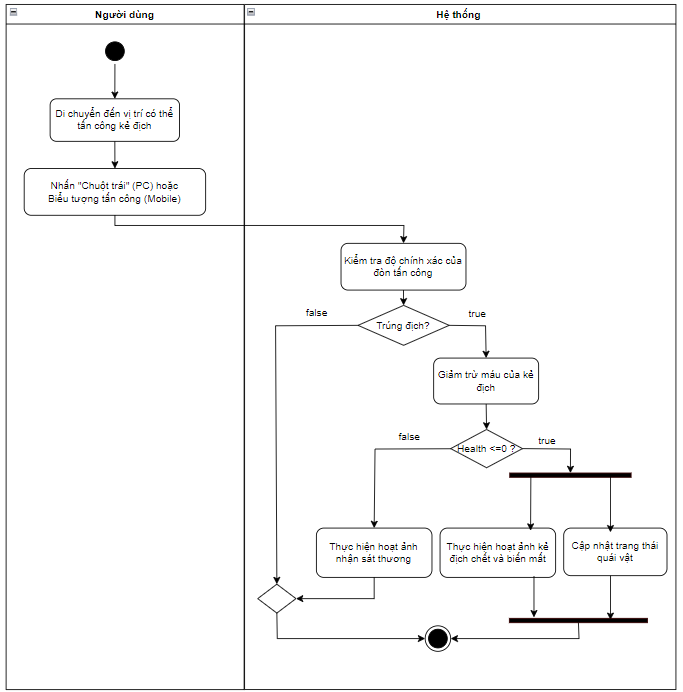 Người dùng
Hệ thống
Di chuyển đến vị trí có thể
tấn công kẻ địch
Nhấn "Chuột trái" (PC) hoặc
Biểu tượng tấn công (Mobile)
Kiểm tra độ chính xác của
đòn tấn công
false
Trúng địch?
true
Giảm trừ máu của kẻ
địch
false
Health <=0 ?
true
Thực hiện hoạt ảnh
nhận sát thương
Thực hiện hoạt ảnh kẻ
địch chết và biến mất
Cập nhật trang thái
quái vật